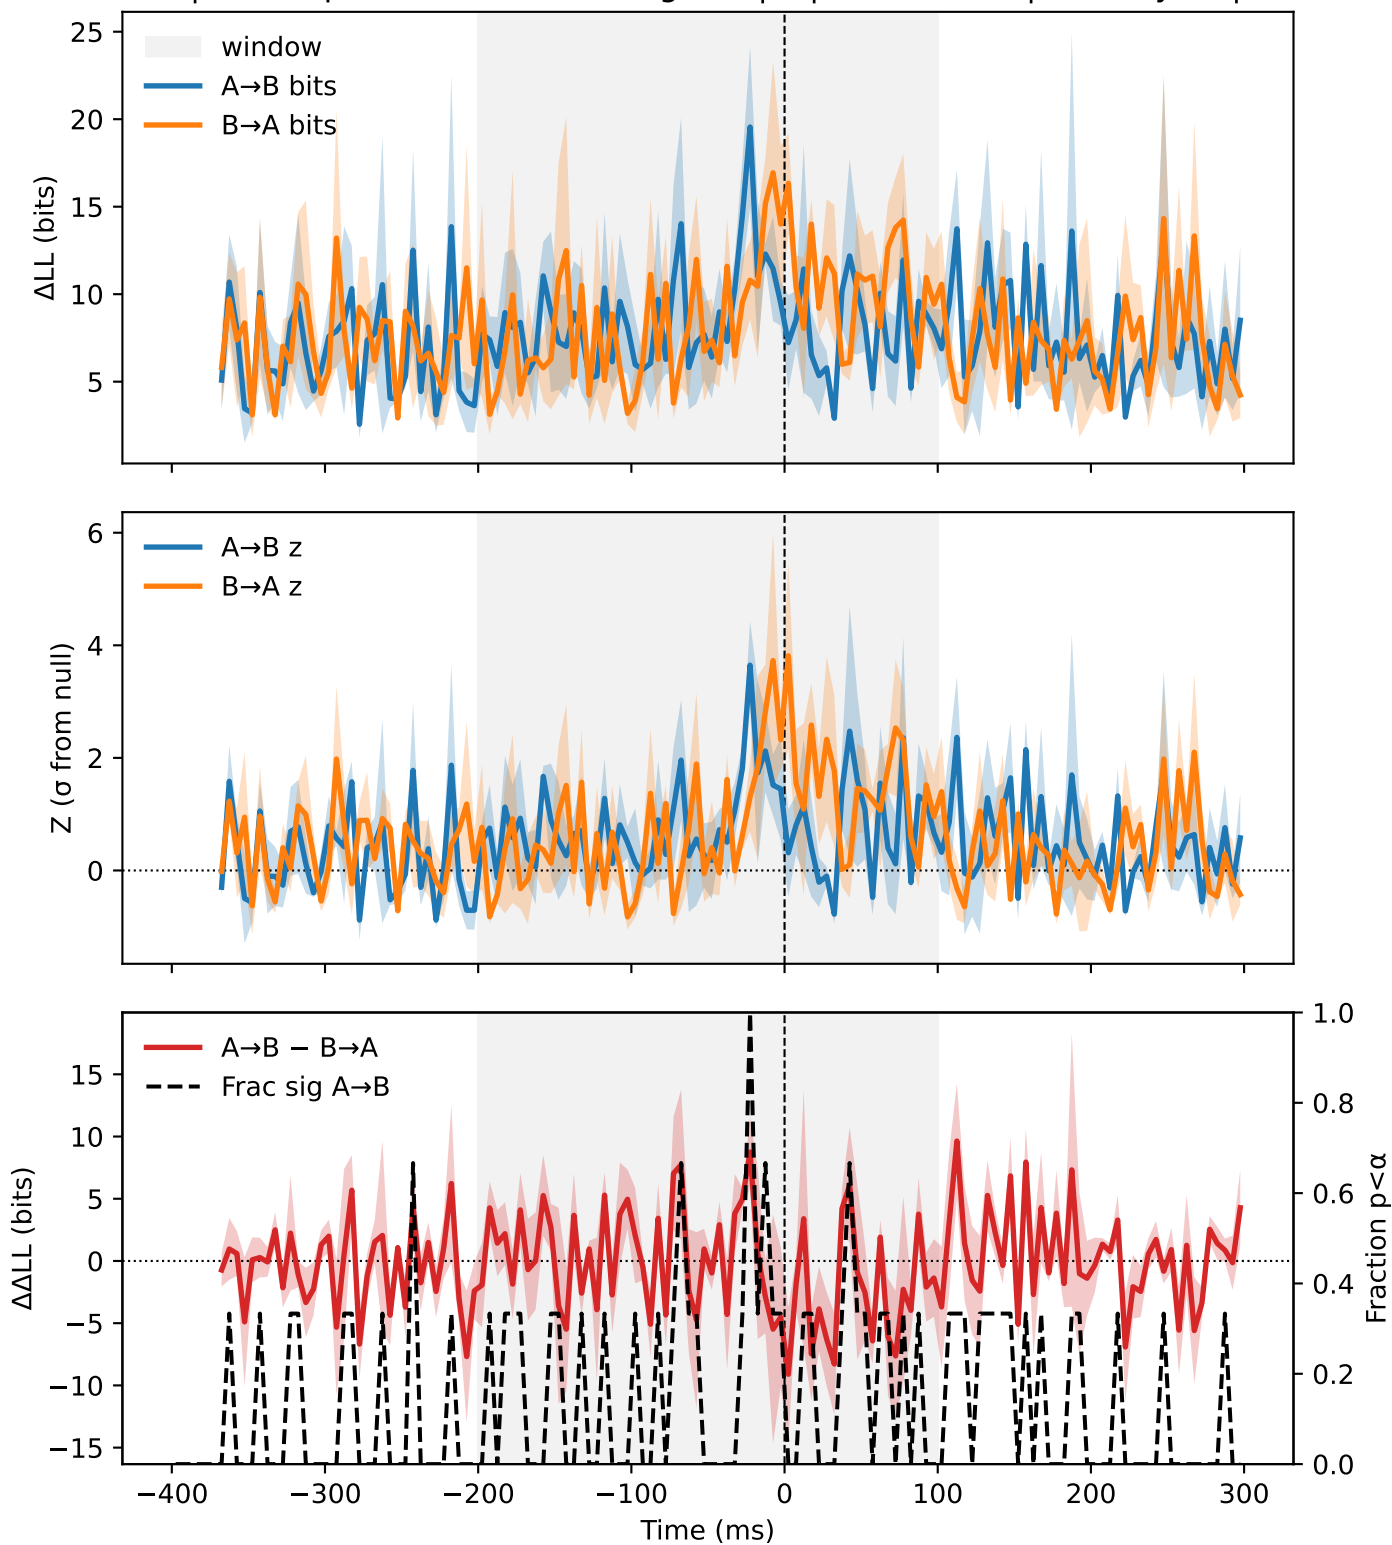 25
20
15
10
5
ΔLL (bits)
window
A→B bits
B→A bits
6
4
2
0
Z (σ from null)
A→B z
B→A z
15
10
5
0
−5
−10
−15
ΔΔLL (bits)
A→B − B→A
Frac sig A→B
1.0
0.8
0.6
0.4
0.2
0.0
Fraction p<α
−400
−300
−200
−100
0
100
200
300
Time (ms)